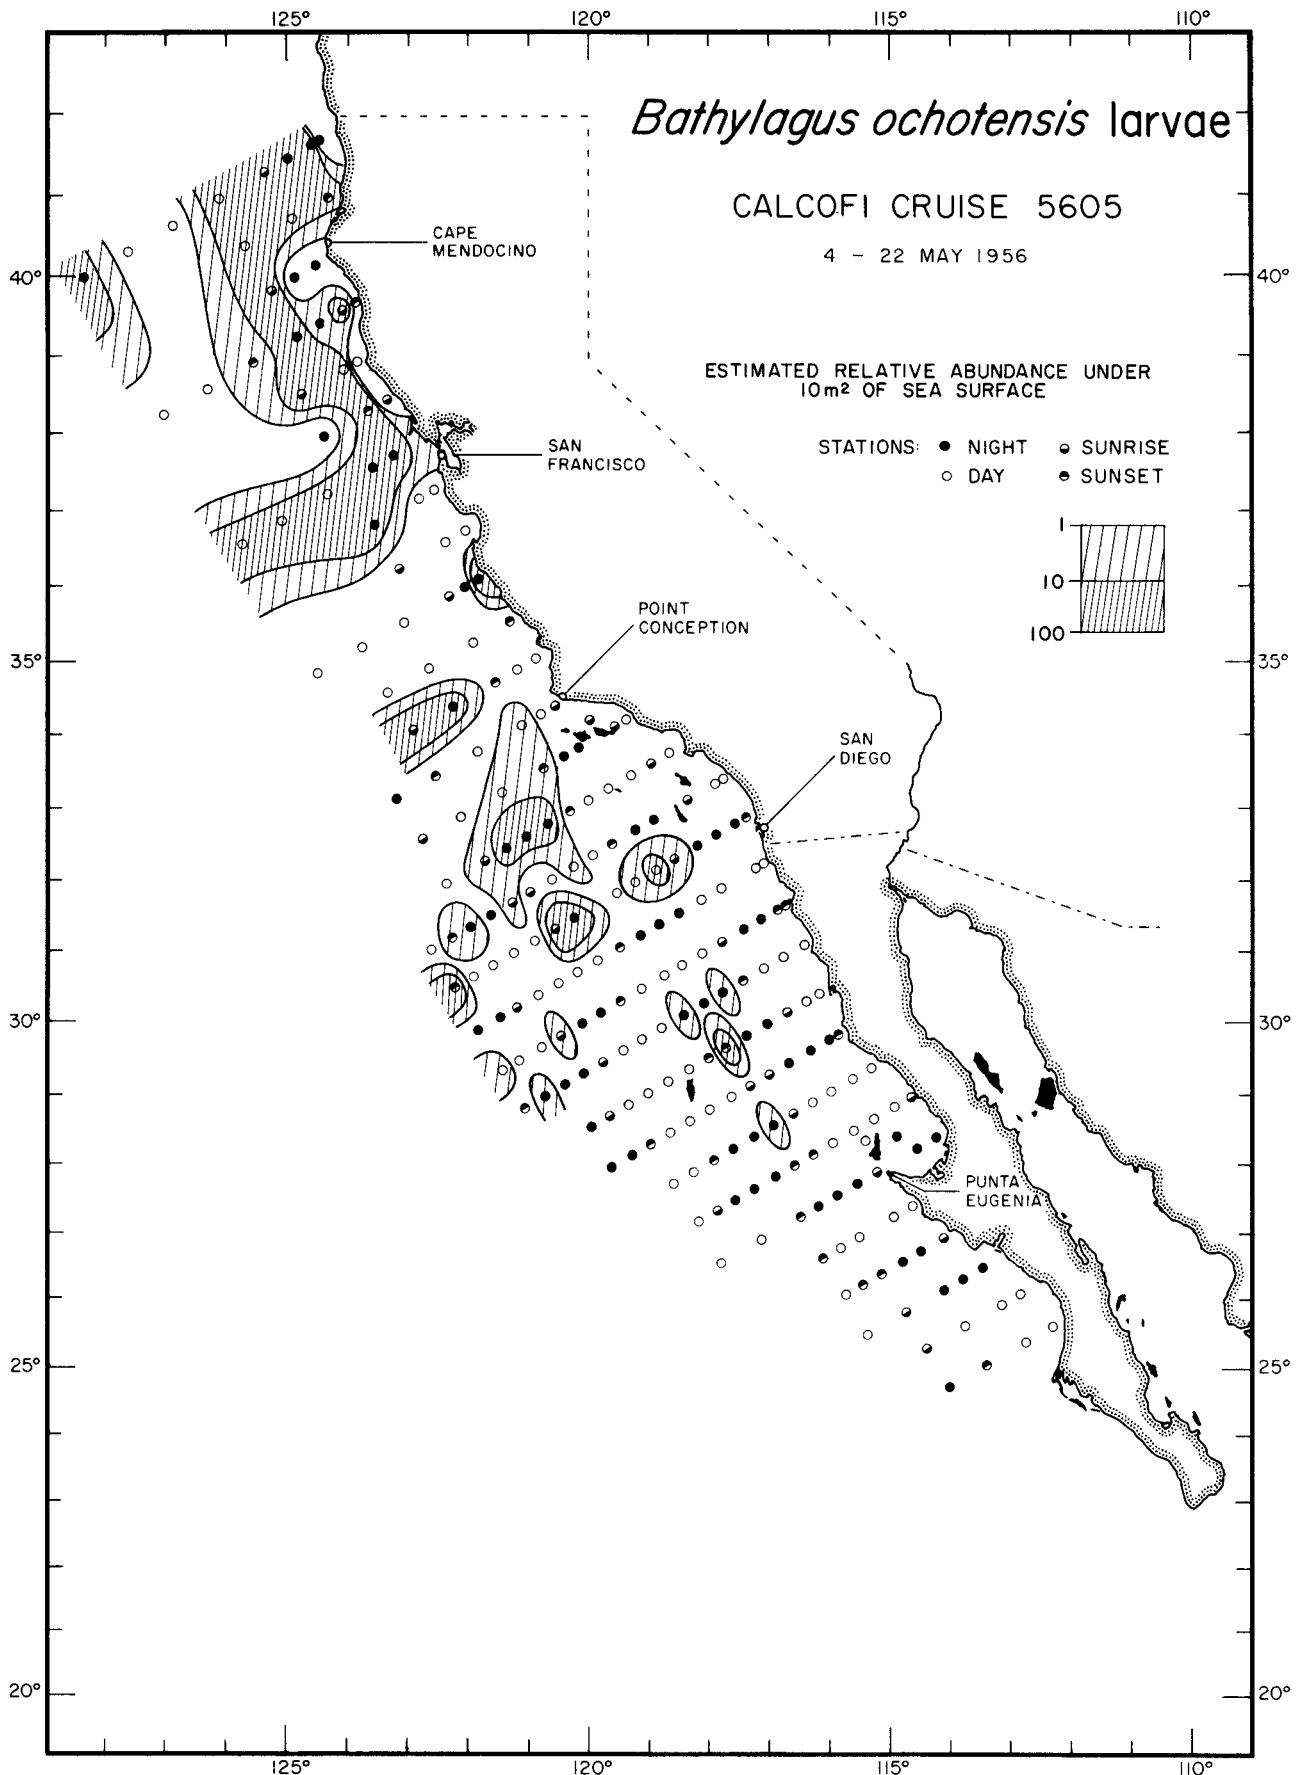 125° 120° 115° 110°
Bathylagus ochotensis larvae
CALCOFI CRUISE 5605
4 - 22 MAY 1956
CAPE
MENDOCINO
40° 40°
ESTIMATED RELATIVE ABUNDANCE UNDER
10m² OF SEA SURFACE
STATIONS: NIGHT SUNRISE
DAY SUNSET
SAN
FRANCISCO
1
10
100
POINT
CONCEPTION
35° 35°
SAN
DIEGO
30° 30°
PUNTA
EUGENIA
25° 25°
20° 20°
125° 120° 115° 110°